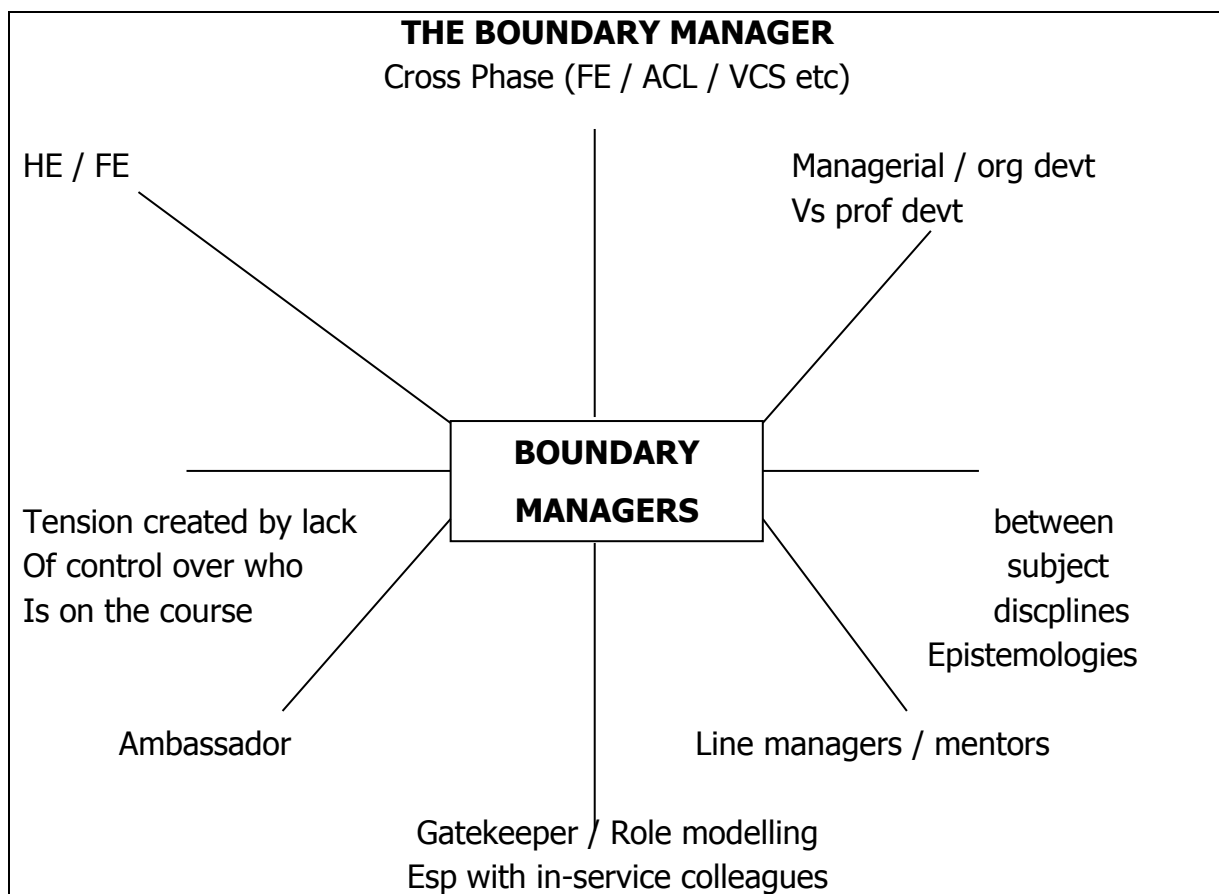 THE BOUNDARY MANAGER
Cross Phase (FE / ACL / VCS etc)
HE / FE
Managerial / org devt
Vs prof devt
BOUNDARY
MANAGERS
Tension created by lack
Of control over who
Is on the course
between
subject
discplines
Epistemologies
Ambassador
Line managers / mentors
Gatekeeper / Role modelling
Esp with in-service colleagues